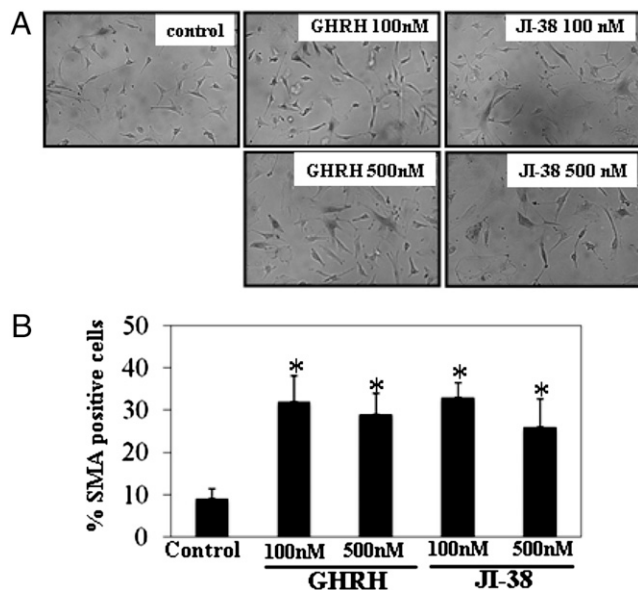 A
control
GHRH 100nM
JI-38 100 nM
GHRH 500nM
JI-38 500 nM
B
% SMA positive cells
50
40
30
20
10
0
* * * *
Control
100nM 500nM 100nM 500nM
GHRH JI-38